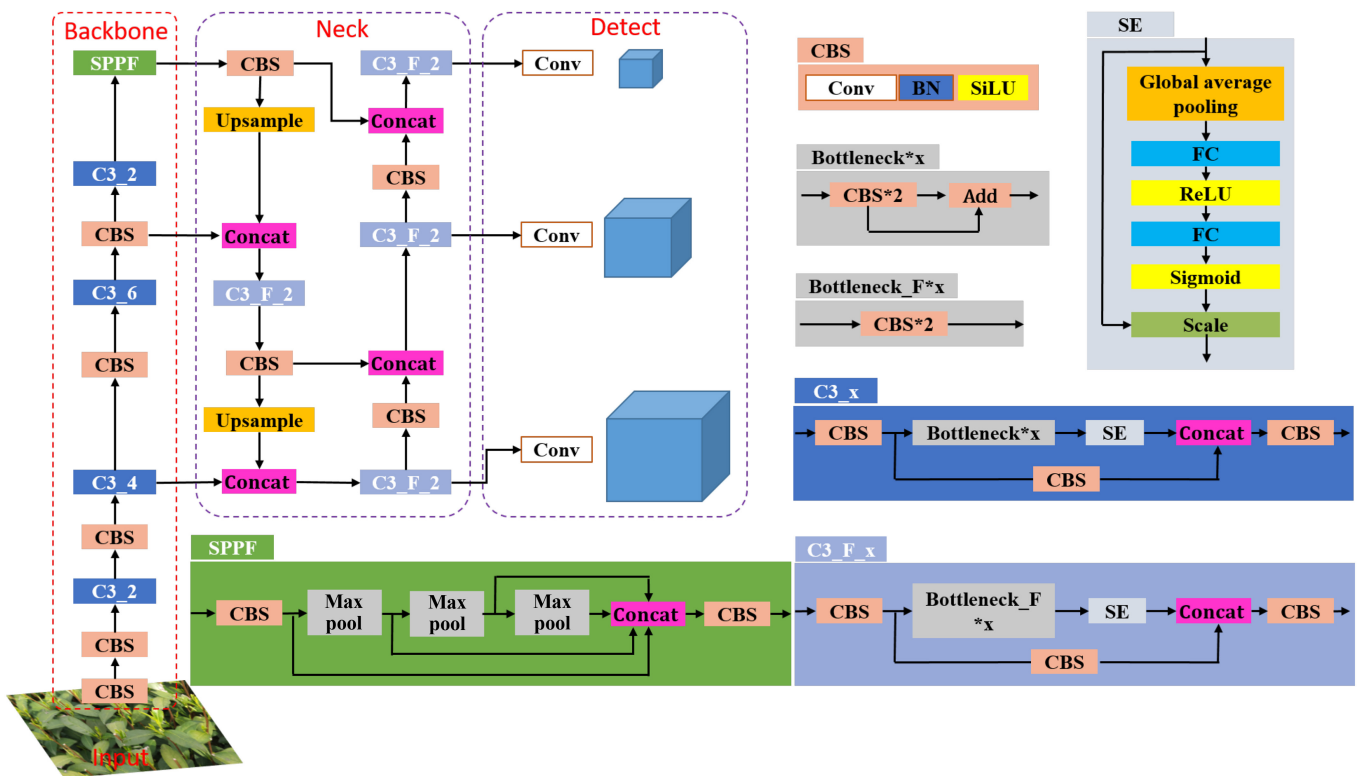 Backbone
SPPF
C3_2
CBS
C3_6
CBS
C3_4
CBS
C3_2
CBS
CBS
Input
Neck
CBS
Upsample
Concat
C3_F_2
CBS
Upsample
Concat
C3_F_2
Concat
CBS
C3_F_2
Concat
CBS
C3_F_2
Detect
Conv
Conv
Conv
CBS
Conv BN SiLU
Bottleneck*x
CBS*2 Add
Bottleneck_F*x
CBS*2
SE
Global average
pooling
FC
ReLU
FC
Sigmoid
Scale
C3_x
CBS Bottleneck*x SE Concat CBS
CBS
SPPF
CBS
Max
pool
Max
pool
Max
pool
Concat
CBS
C3_F_x
CBS
Bottleneck_F
*x
SE
Concat
CBS
CBS